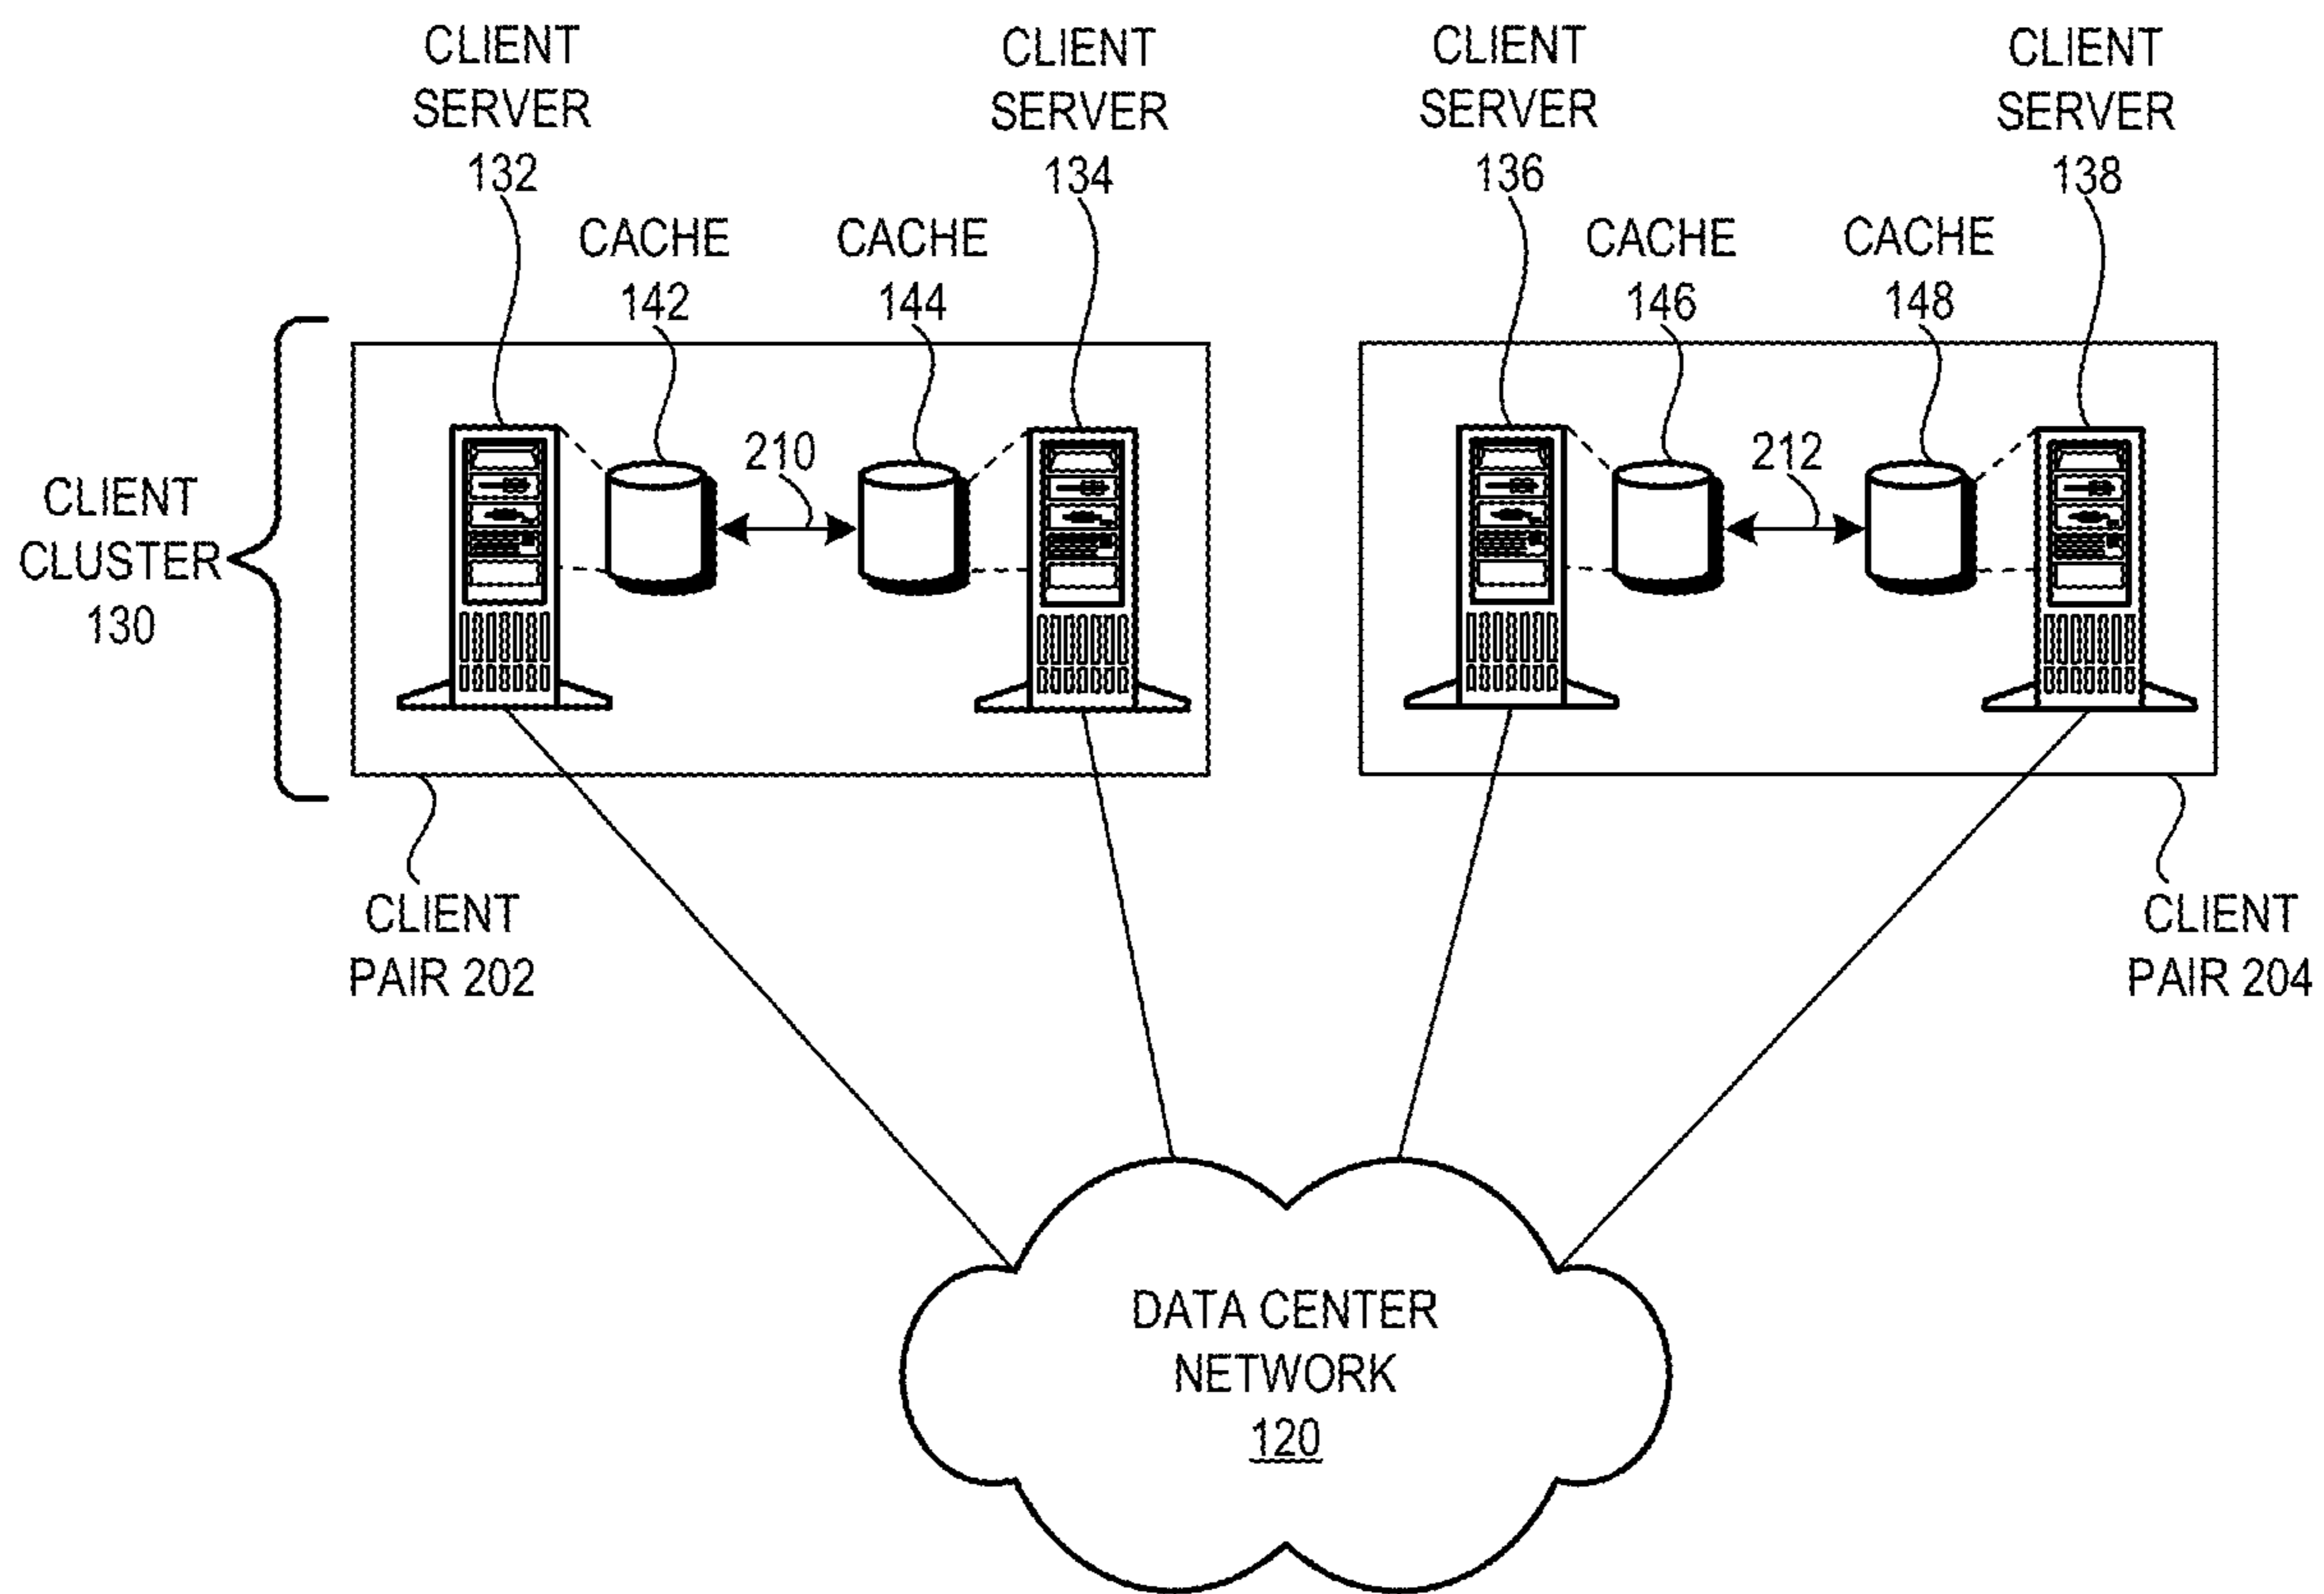 CLIENT
SERVER
132
CLIENT
SERVER
134
CLIENT
SERVER
136
CLIENT
SERVER
138
CACHE
142
CACHE
144
CACHE
146
CACHE
148
210
212
CLIENT
CLUSTER
130
CLIENT
PAIR 202
CLIENT
PAIR 204
DATA CENTER
NETWORK
120